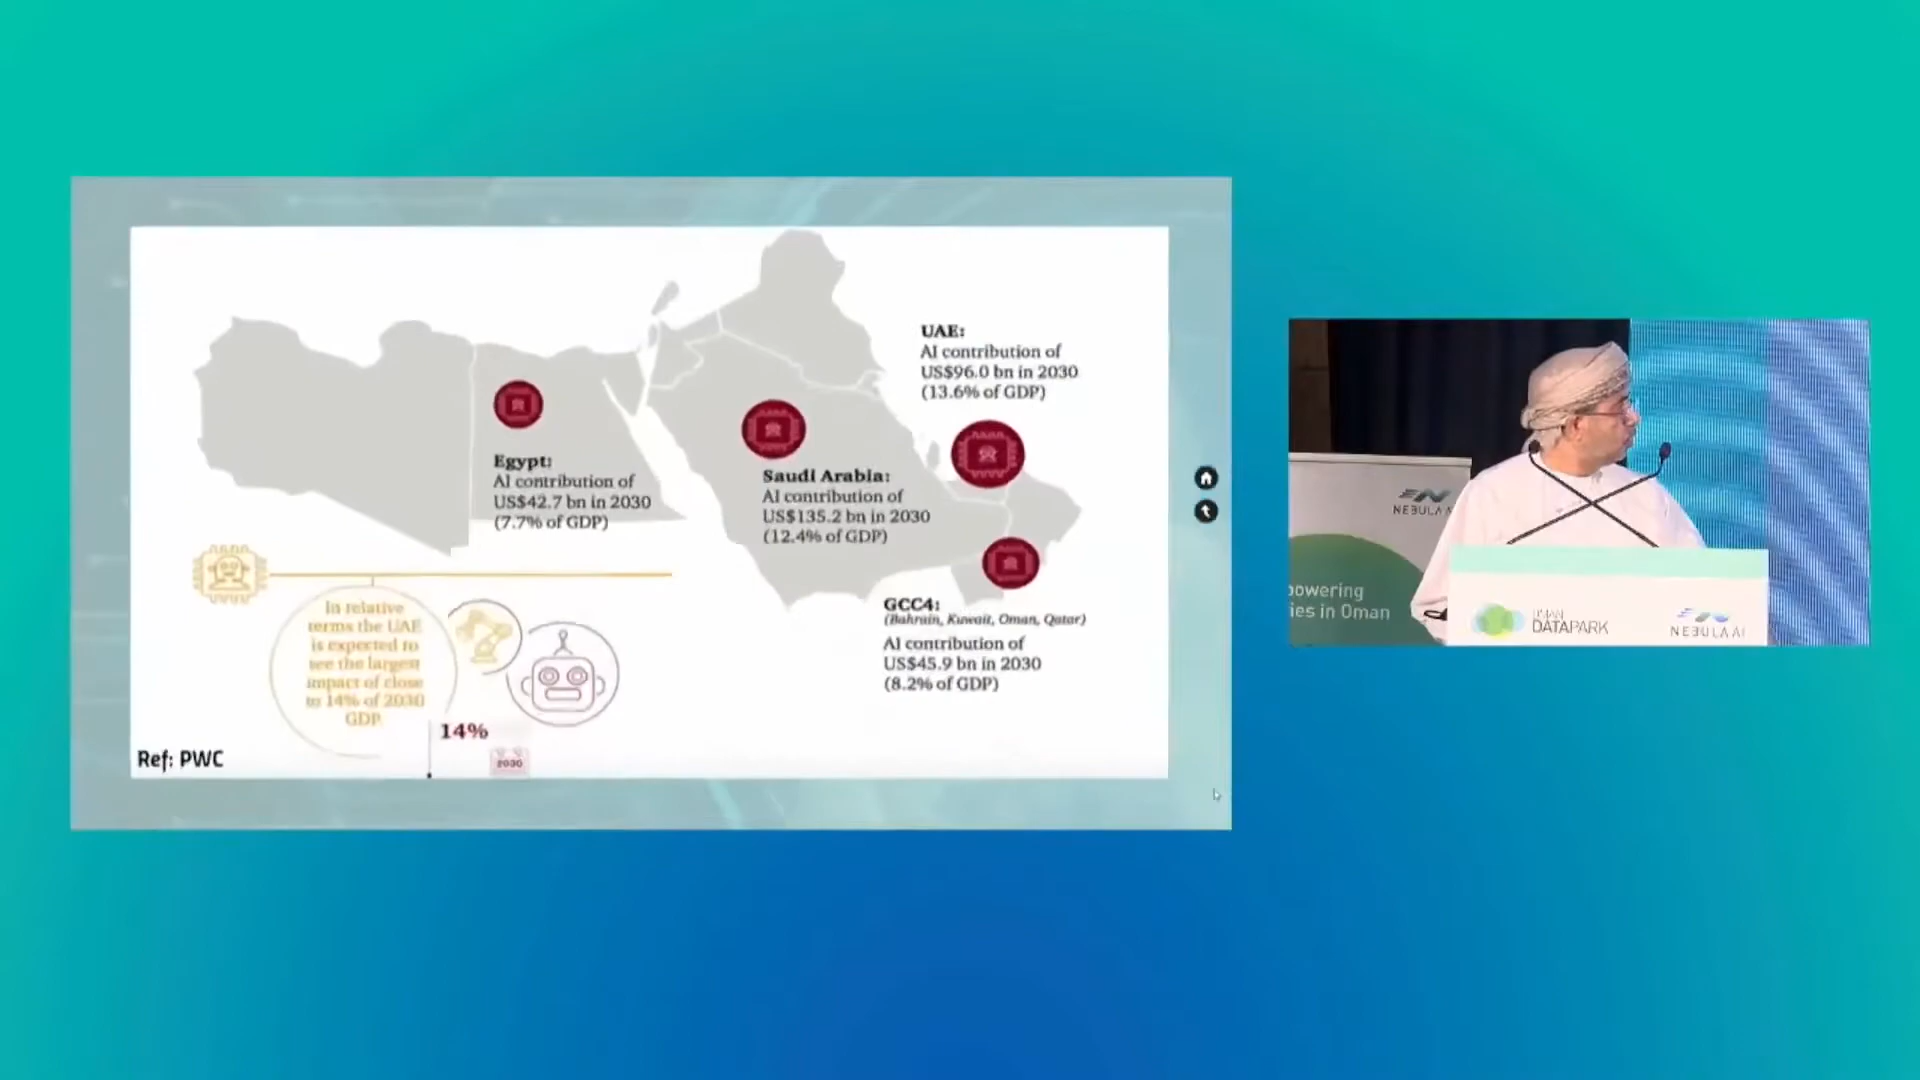 UAE:
AI contribution of
US$96.0 bn in 2030
(13.6% of GDP)
Egypt:
AI contribution of
US$42.7 bn in 2030
(7.7% of GDP)
Saudi Arabia:
AI contribution of
US$135.2 bn in 2030
(12.4% of GDP)
GCC4:
(Bahrain, Kuwait, Oman, Qatar)
AI contribution of
US$45.9 bn in 2030
(8.2% of GDP)
In relative
terms the UAE
is expected to
see the largest
impact of close
to 14% of 2030
GDP
14%
2030
Ref: PWC
NEBULA A
powering
ies in Oman
OMAN
DATAPARK
NEBULA AI